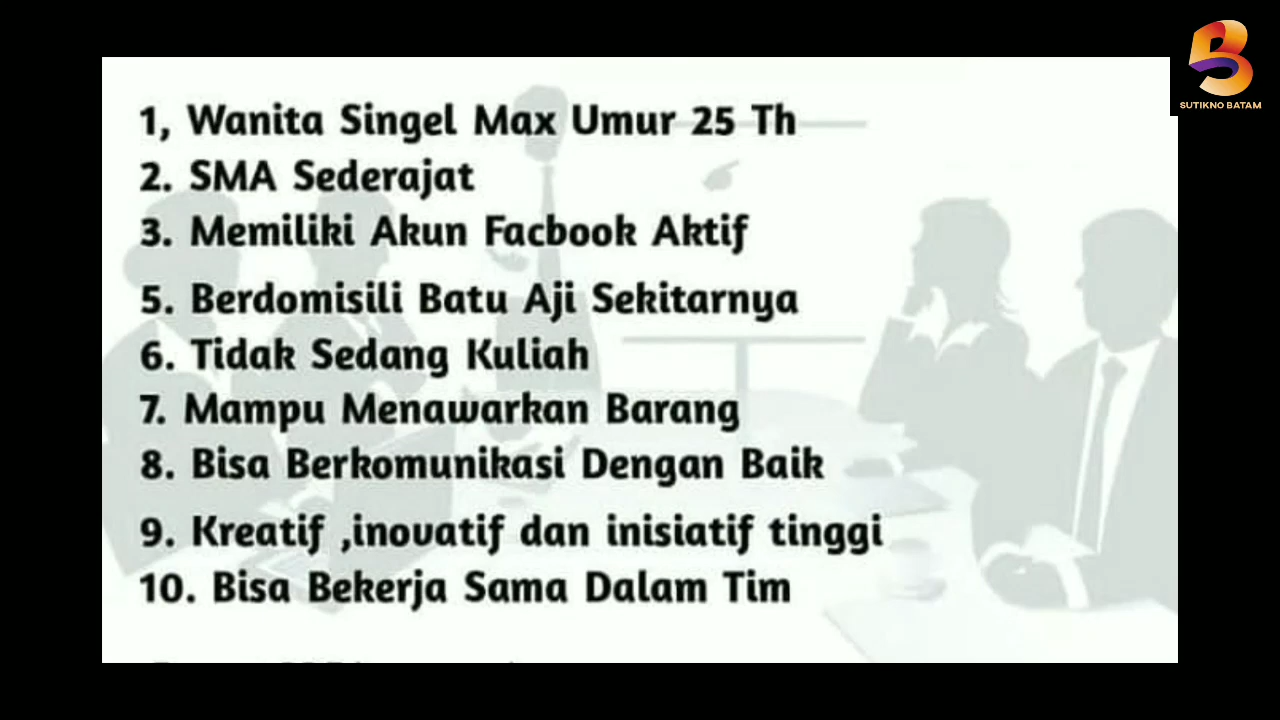 SUTIKNO BATAM
1, Wanita Singel Max Umur 25 Th
2. SMA Sederajat
3. Memiliki Akun Facbook Aktif
5. Berdomisili Batu Aji Sekitarnya
6. Tidak Sedang Kuliah
7. Mampu Menawarkan Barang
8. Bisa Berkomunikasi Dengan Baik
9. Kreatif ,inovatif dan inisiatif tinggi
10. Bisa Bekerja Sama Dalam Tim